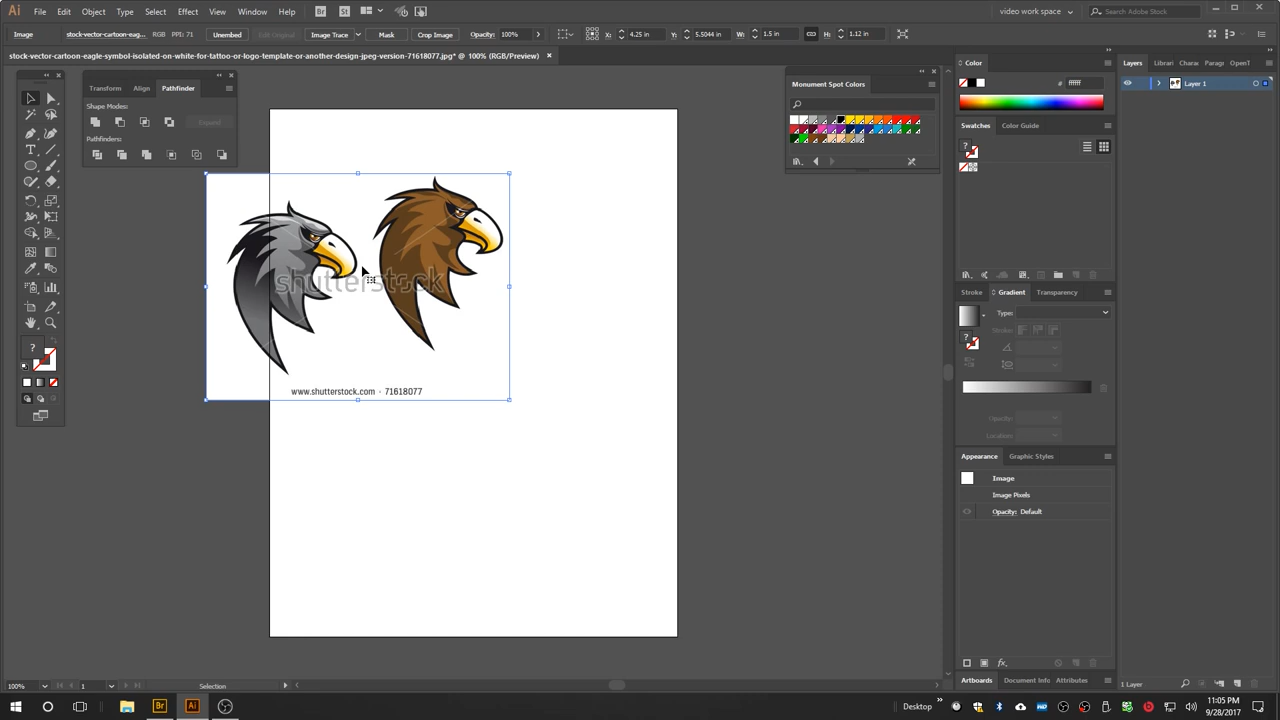 Ai File Edit Object Type Select Effect View Window Help Br St video work space Search Adobe Stock
Image stock-vector-cartoon-eag... RGB PPI: 71 Unembed Edit Original Image Trace Mask Crop Image Opacity: 100% X: 4.25 in Y: 5.5044 in W: 1.5 in H: 1.12 in
stock-vector-cartoon-eagle-symbol-isolated-on-white-for-tattoo-or-logo-template-or-another-design-jpeg-version-71618077.jpg* @ 100% (RGB/Preview)
Transform Align Pathfinder
Shape Modes:
Expand
Pathfinders:
Monument Spot Colors
Color
# ffffff
Swatches Color Guide
Stroke Gradient Transparency
Type:
Stroke:
Opacity:
Location:
Appearance Graphic Styles
Image
Image Pixels
Opacity: Default
Artboards Document Info Attributes
Layers Librari Chara Parag OpenT
Layer 1
1 Layer
shutterstock
www.shutterstock.com · 71618077
?
?
?
100% 1 Selection
Br Ai Desktop
11:05 PM
9/28/2017